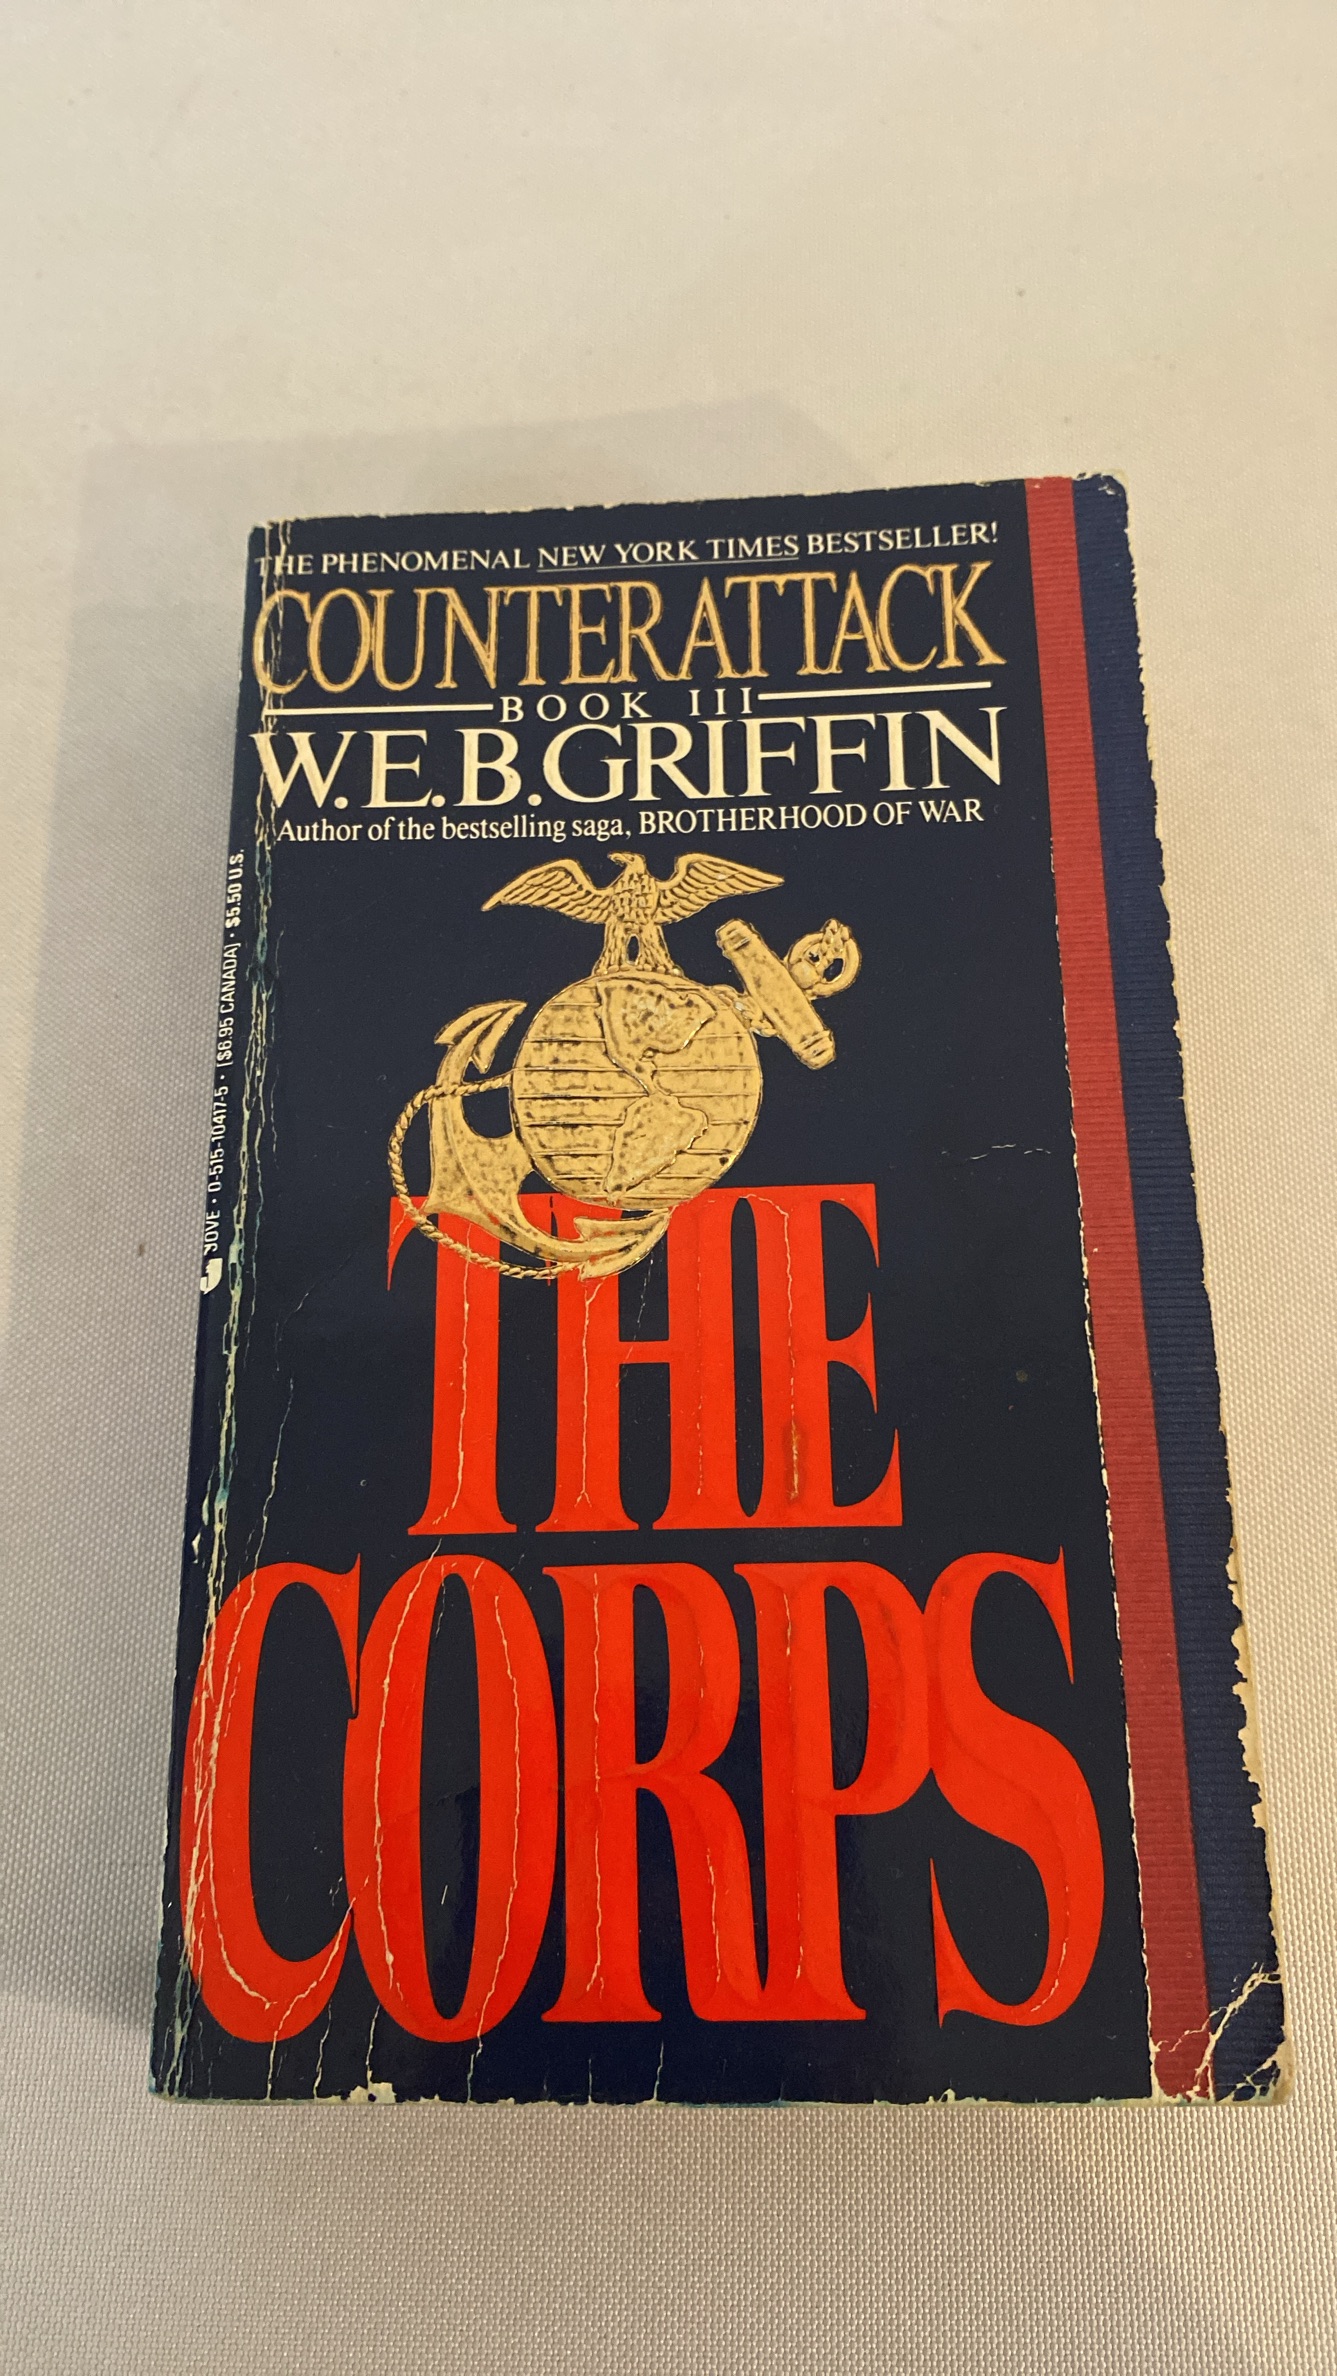 THE PHENOMENAL NEW YORK TIMES BESTSELLER!
COUNTERATTACK
BOOK III
W.E.B.GRIFFIN
Author of the bestselling saga, BROTHERHOOD OF WAR
THE
CORPS
JOVE • 0-515-10417-5 • [$6.95 CANADA] • $5.50 U.S.